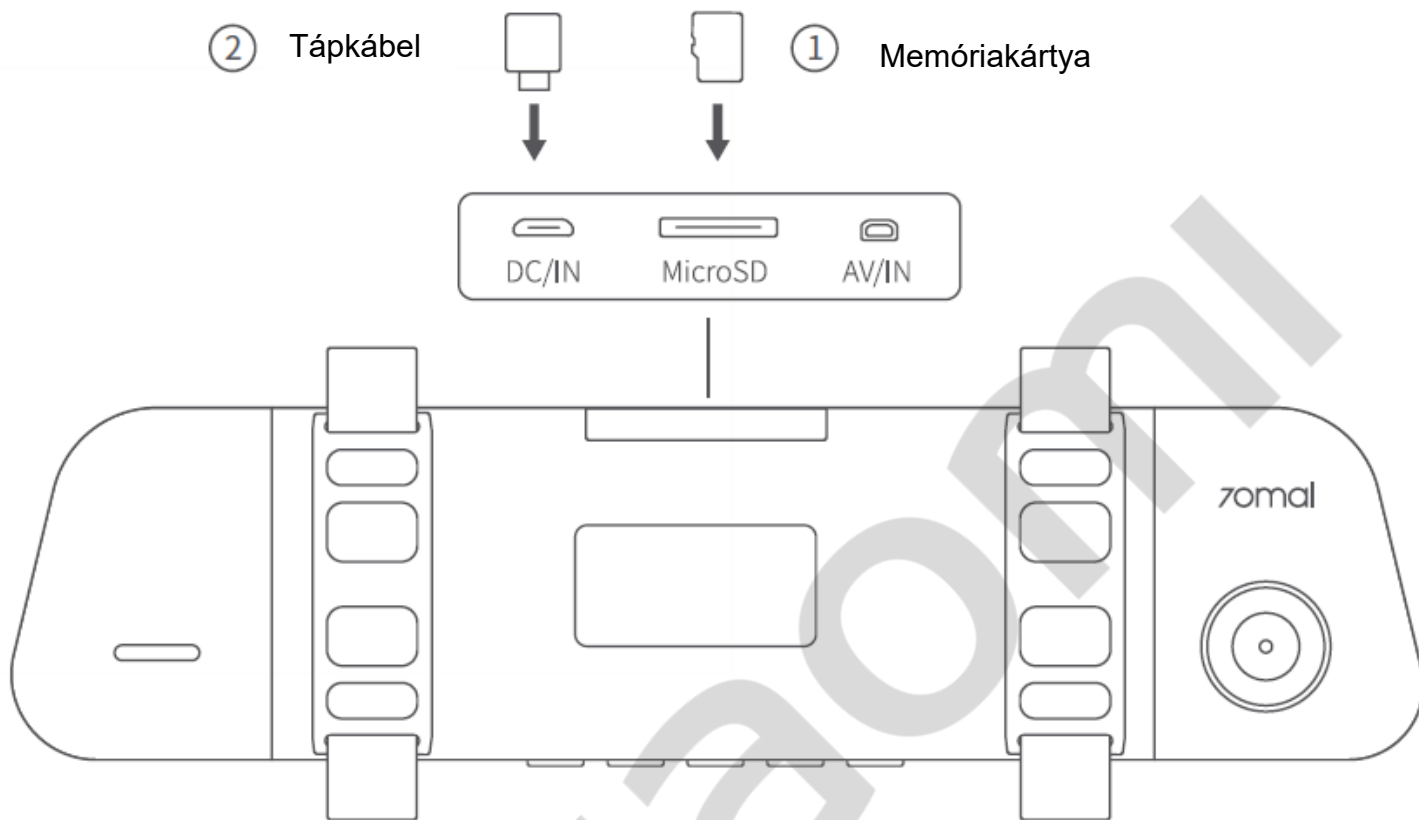 ② Tápkábel
① Memóriakártya
DC/IN MicroSD AV/IN
70mai